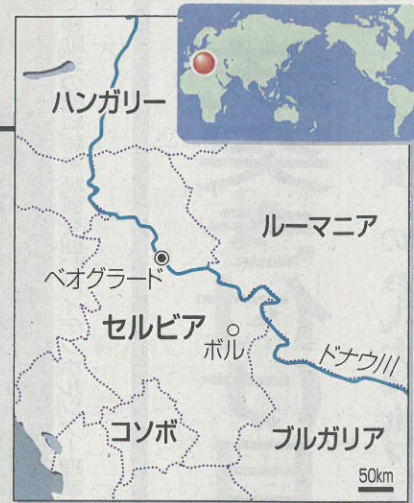 ハンガリー
ルーマニア
ベオグラード
セルビア
ボル
ドナウ川
コソボ
ブルガリア
50km